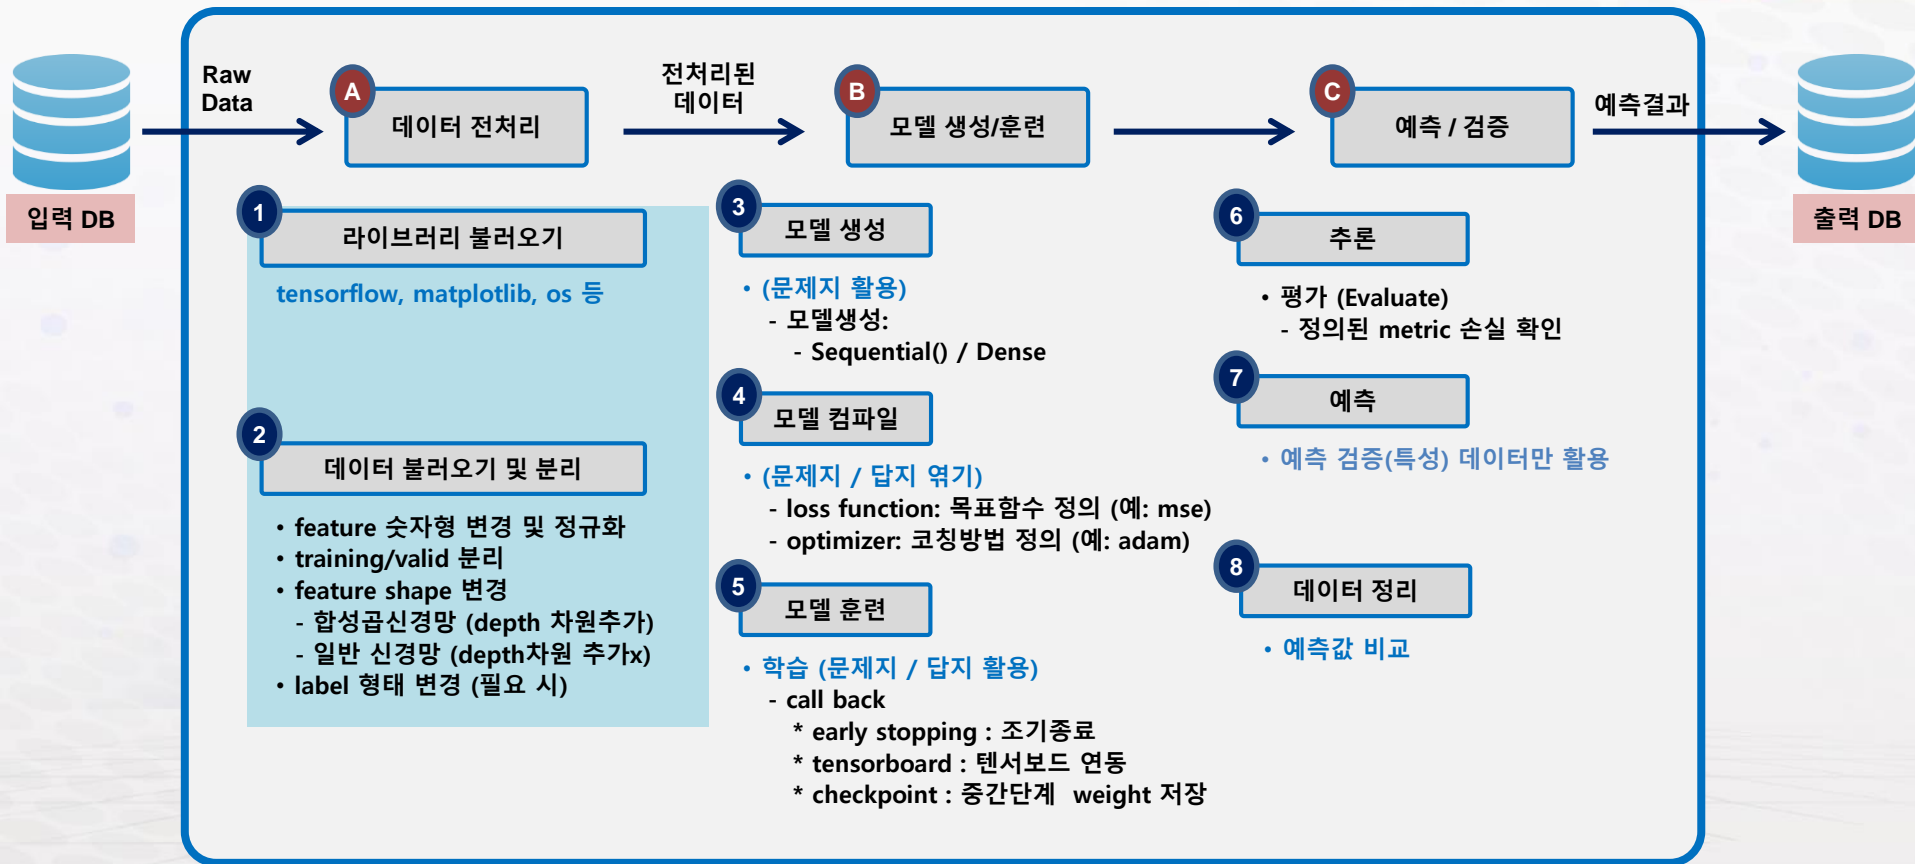 입력 DB
Raw
Data
A
데이터 전처리
전처리된
데이터
B
모델 생성/훈련
C
예측 / 검증
예측결과
출력 DB
1
라이브러리 불러오기
tensorflow, matplotlib, os 등
2
데이터 불러오기 및 분리
• feature 숫자형 변경 및 정규화
• training/valid 분리
• feature shape 변경
- 합성곱신경망 (depth 차원추가)
- 일반 신경망 (depth차원 추가x)
• label 형태 변경 (필요 시)
3
모델 생성
• (문제지 활용)
- 모델생성:
- Sequential() / Dense
4
모델 컴파일
• (문제지 / 답지 엮기)
- loss function: 목표함수 정의 (예: mse)
- optimizer: 코칭방법 정의 (예: adam)
5
모델 훈련
• 학습 (문제지 / 답지 활용)
- call back
* early stopping : 조기종료
* tensorboard : 텐서보드 연동
* checkpoint : 중간단계 weight 저장
6
추론
• 평가 (Evaluate)
- 정의된 metric 손실 확인
7
예측
• 예측 검증(특성) 데이터만 활용
8
데이터 정리
• 예측값 비교